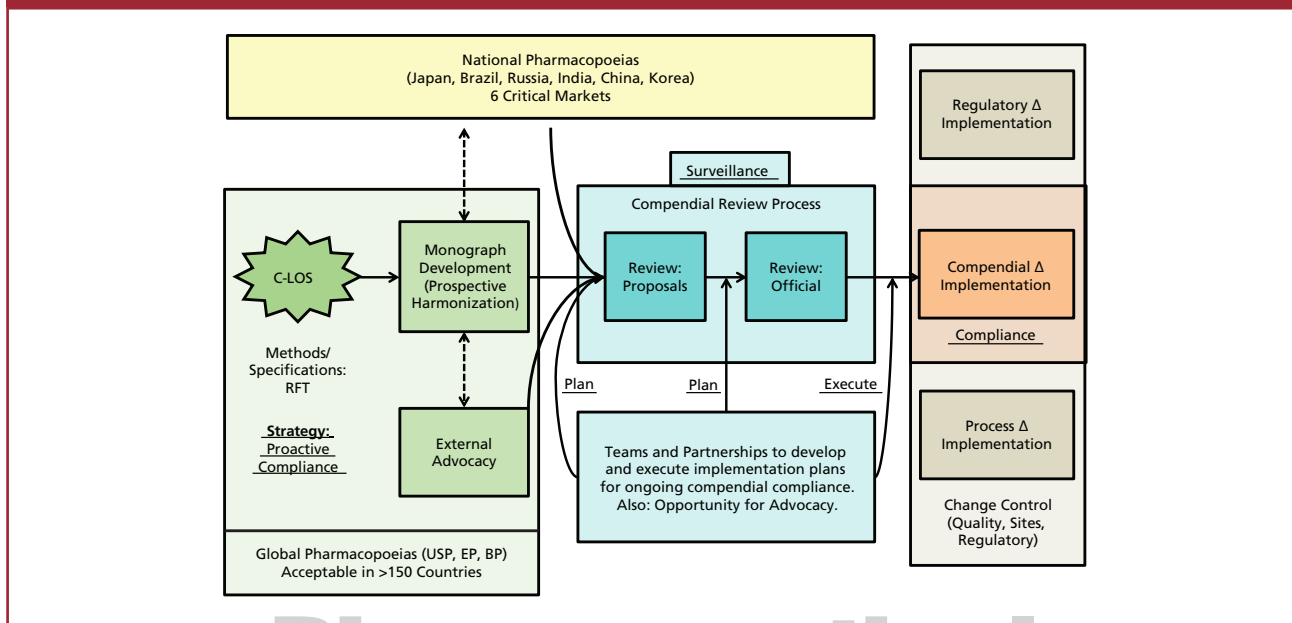 National Pharmacopoeias
(Japan, Brazil, Russia, India, China, Korea)
6 Critical Markets
Regulatory Δ
Implementation
Surveillance
Compendial Review Process
C-LOS
Monograph
Development
(Prospective
Harmonization)
Review:
Proposals
Review:
Official
Compendial Δ
Implementation
Compliance
Methods/
Specifications:
RFT
Strategy:
Proactive
Compliance
External
Advocacy
Plan
Plan
Execute
Teams and Partnerships to develop
and execute implementation plans
for ongoing compendial compliance.
Also: Opportunity for Advocacy.
Process Δ
Implementation
Change Control
(Quality, Sites,
Regulatory)
Global Pharmacopoeias (USP, EP, BP)
Acceptable in >150 Countries